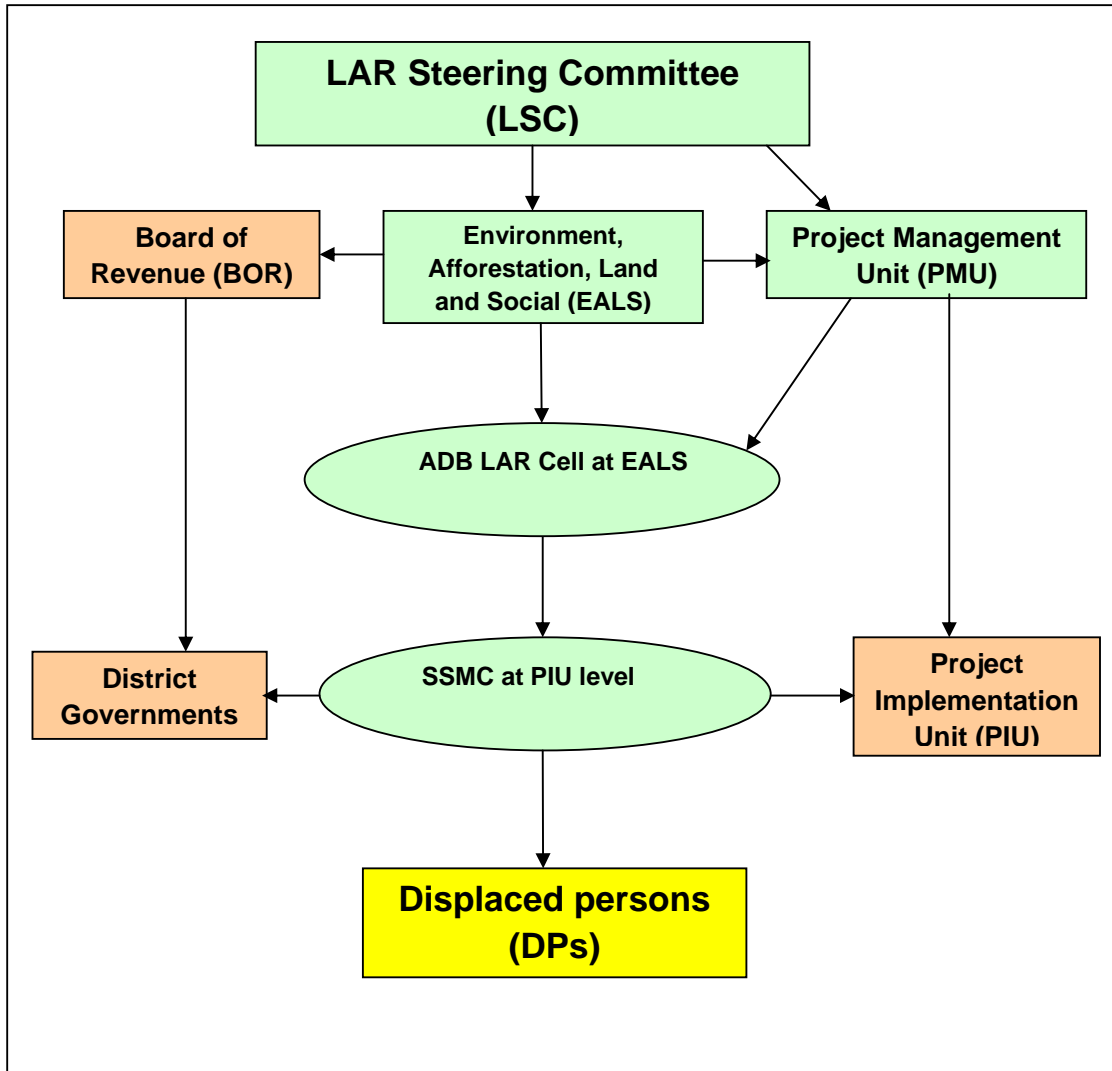 LAR Steering Committee
(LSC)
Board of
Revenue (BOR)
Environment,
Afforestation, Land
and Social (EALS)
Project Management
Unit (PMU)
ADB LAR Cell at EALS
District
Governments
SSMC at PIU level
Project
Implementation
Unit (PIU)
Displaced persons
(DPs)